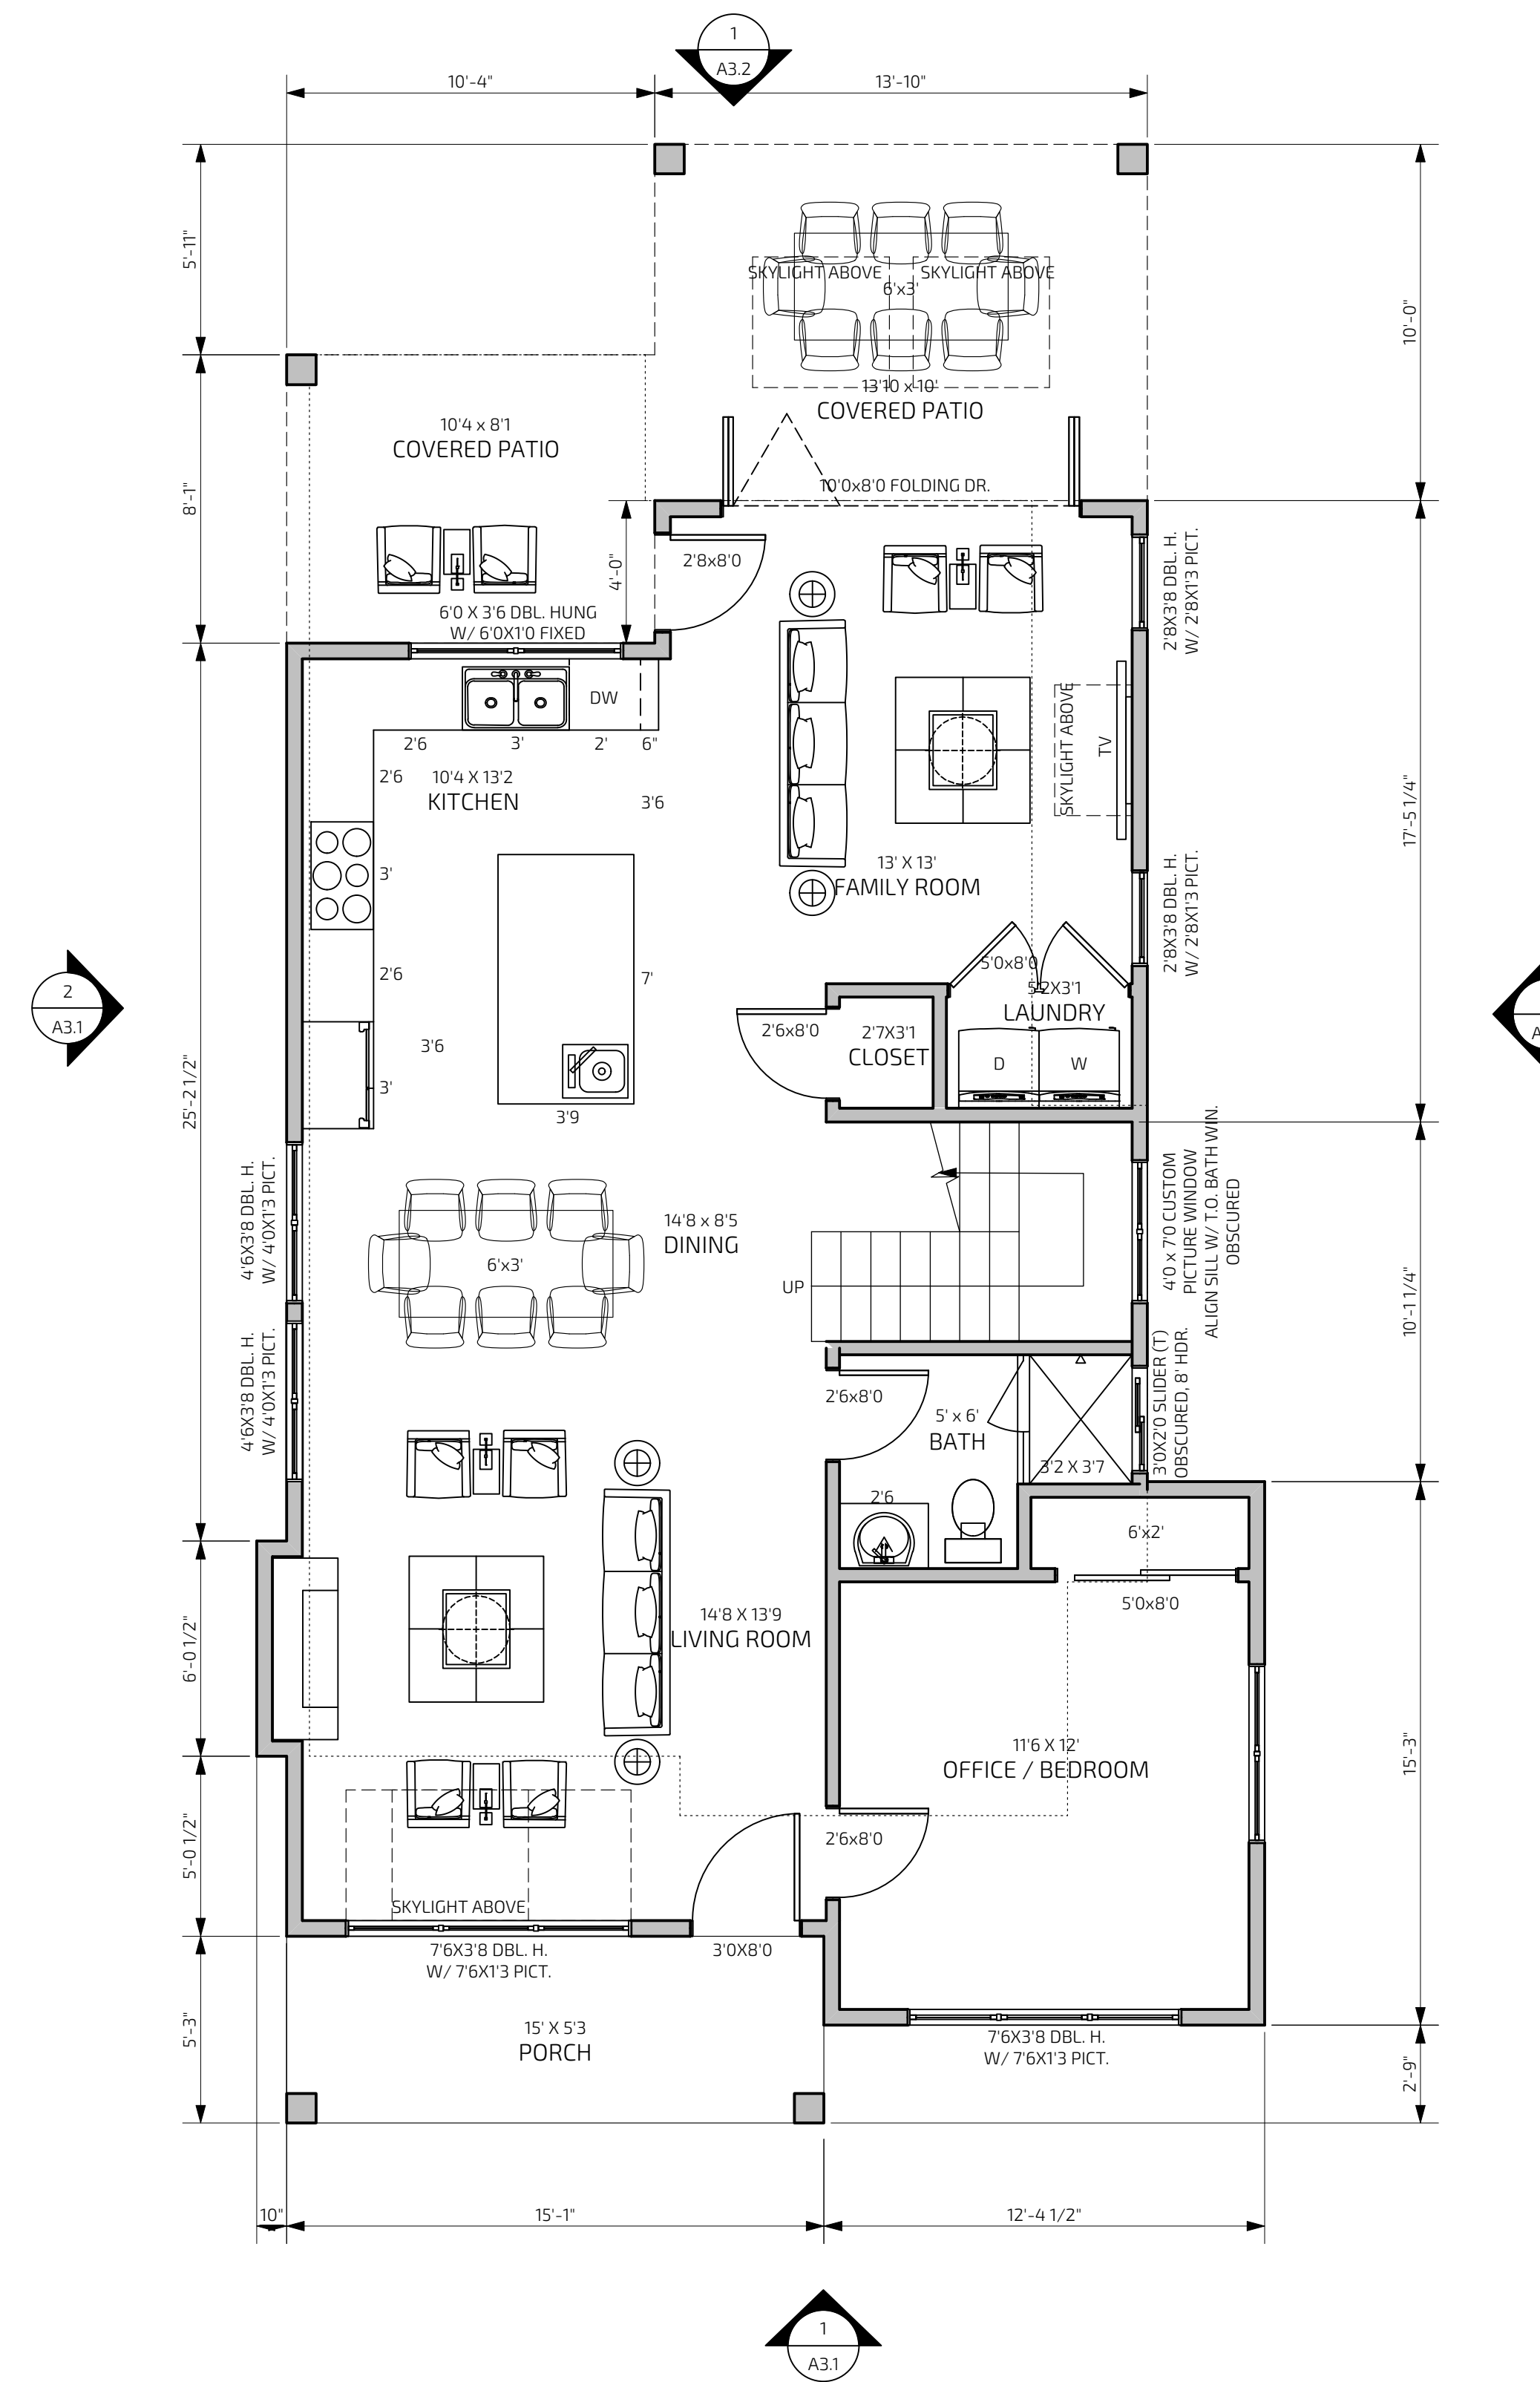 1
A3.2
10'-4"
13'-10"
5'-11"
10'-0"
SKYLIGHT ABOVE
SKYLIGHT ABOVE
6'x3'
13'10 x 10'
COVERED PATIO
10'4 x 8'1
COVERED PATIO
8'-1"
10'0x8'0 FOLDING DR.
4'-0"
2'8x8'0
6'0 X 3'6 DBL. HUNG
W/ 6'0X1'0 FIXED
2'8X3'8 DBL. H.
W/ 2'8X1'3 PICT.
DW
2'6
3'
2'
6"
2'6
10'4 X 13'2
KITCHEN
3'6
SKYLIGHT ABOVE
TV
17'-5 1/4"
3'
13' X 13'
FAMILY ROOM
2'8X3'8 DBL. H.
W/ 2'8X1'3 PICT.
2'6
7'
5'0x8'0
5'2X3'1
LAUNDRY
2
A3.1
A
3'6
2'6x8'0
2'7X3'1
CLOSET
D
W
3'
3'9
25'-2 1/2"
4'6X3'8 DBL. H.
W/ 4'0X1'3 PICT.
14'8 x 8'5
DINING
6'x3'
UP
4'0 x 7'0 CUSTOM
PICTURE WINDOW
ALIGN SILL W/ T.O. BATH WIN.
OBSCURED
10'-1 1/4"
4'6X3'8 DBL. H.
W/ 4'0X1'3 PICT.
2'6x8'0
5' x 6'
BATH
3'2 X 3'7
3'0X2'0 SLIDER (T)
OBSCURED, 8' HDR.
2'6
6'x2'
5'0x8'0
6'-0 1/2"
14'8 X 13'9
LIVING ROOM
11'6 X 12'
OFFICE / BEDROOM
15'-3"
5'-0 1/2"
2'6x8'0
SKYLIGHT ABOVE
7'6X3'8 DBL. H.
W/ 7'6X1'3 PICT.
3'0X8'0
5'-3"
15' X 5'3
PORCH
7'6X3'8 DBL. H.
W/ 7'6X1'3 PICT.
2'-9"
10"
15'-1"
12'-4 1/2"
1
A3.1